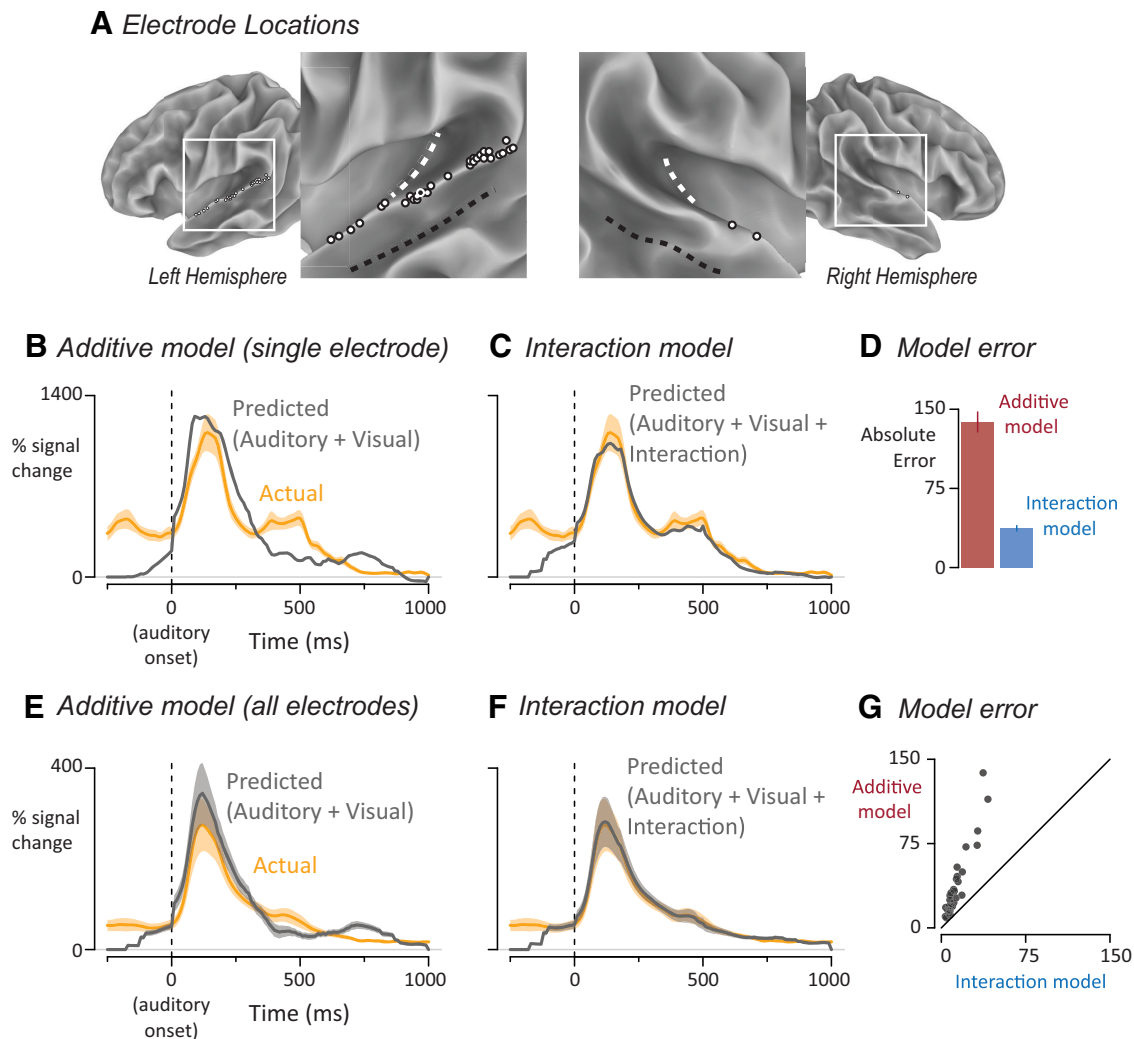 A Electrode Locations
Left Hemisphere
Right Hemisphere
B Additive model (single electrode)
1400
% signal
change
0
Predicted
(Auditory + Visual)
Actual
0
500
1000
(auditory
onset)
Time (ms)
C Interaction model
Predicted
(Auditory + Visual +
Interaction)
0
500
1000
D Model error
150
Absolute
Error
75
0
Additive
model
Interaction
model
E Additive model (all electrodes)
400
% signal
change
0
Predicted
(Auditory + Visual)
Actual
0
500
1000
(auditory
onset)
Time (ms)
F Interaction model
Predicted
(Auditory + Visual +
Interaction)
0
500
1000
G Model error
150
Additive
model
75
0
0
75
150
Interaction model